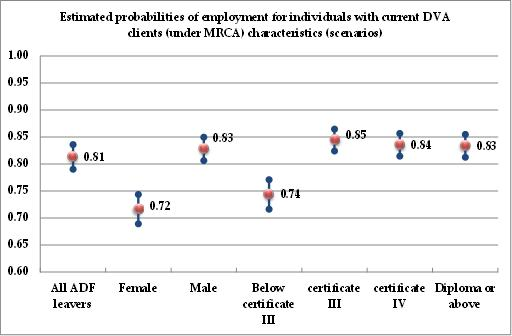 Estimated probabilities of employment for individuals with current DVA
clients (under MRCA) characteristics (scenarios)
1.00
0.95
0.90
0.85
0.80
0.75
0.70
0.65
0.60
0.81
0.72
0.83
0.74
0.85
0.84
0.83
All ADF
leavers
Female
Male
Below
certificate
III
certificate
III
certificate
IV
Diploma or
above